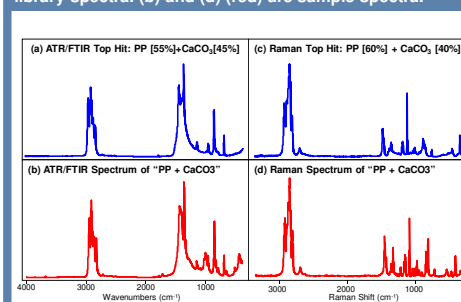 library spectra. (b) and (d) (red) are sample spectra.
(a) ATR/FTIR Top Hit: PP [55%]+CaCO3[45%]
(c) Raman Top Hit: PP [60%] + CaCO3 [40%]
(b) ATR/FTIR Spectrum of "PP + CaCO3"
(d) Raman Spectrum of "PP + CaCO3"
4000 3000 2000 1000
Wavenumbers (cm-1)
3000 2000 1000
Raman Shift (cm-1)